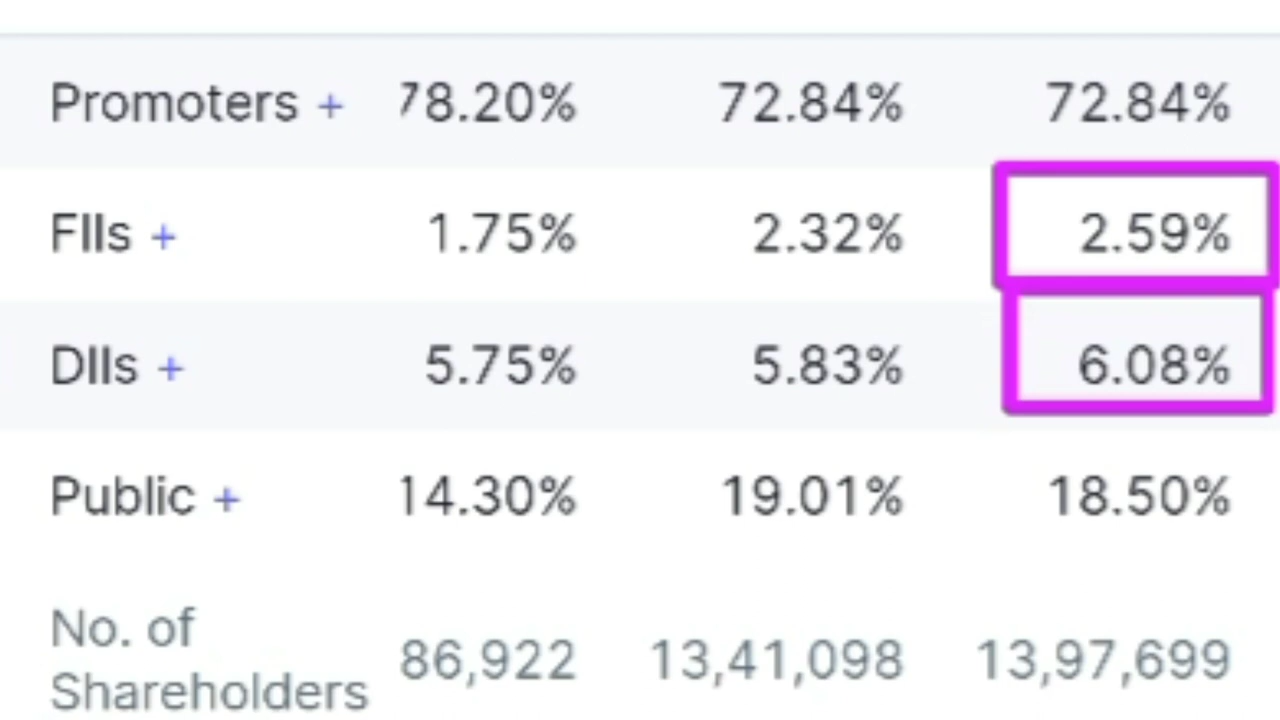 Promoters + 78.20% 72.84% 72.84%
FIIs + 1.75% 2.32% 2.59%
DIIs + 5.75% 5.83% 6.08%
Public + 14.30% 19.01% 18.50%
No. of
Shareholders 86,922 13,41,098 13,97,699